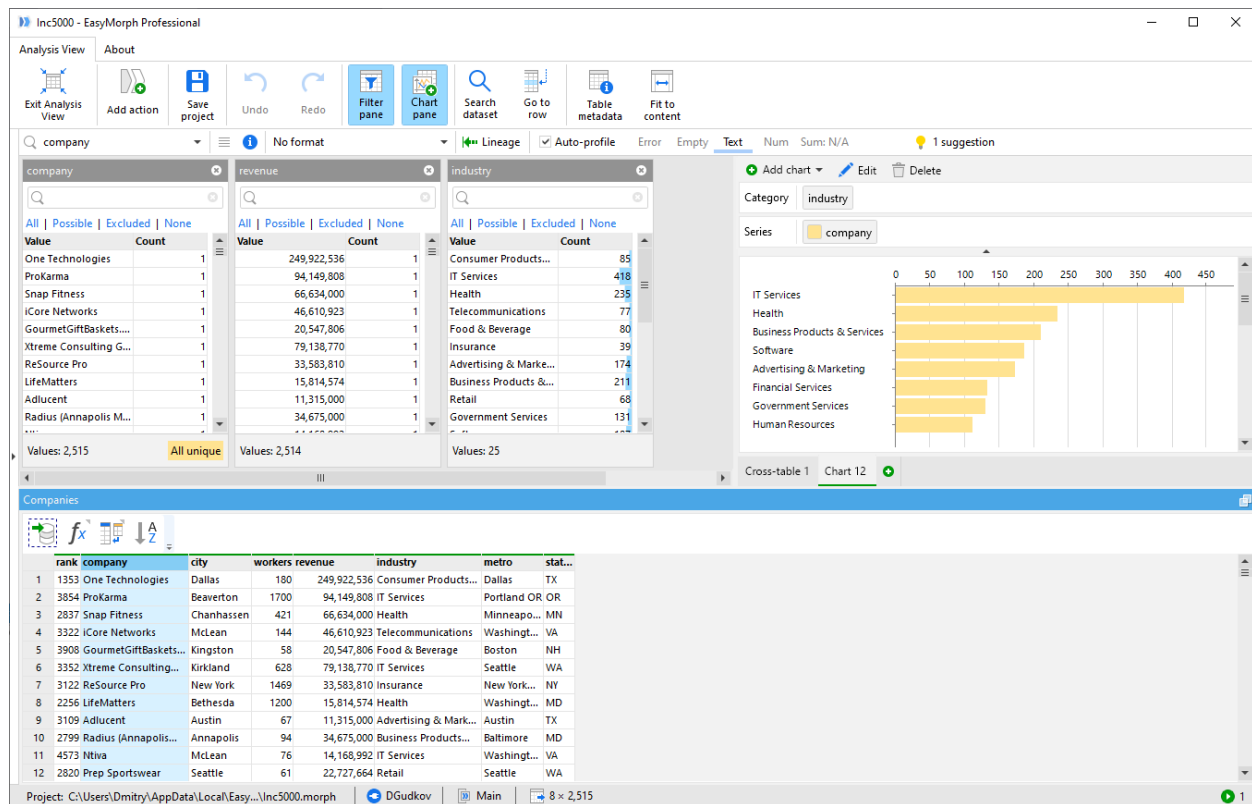 Inc5000 - EasyMorph Professional
Analysis View About
Exit Analysis View
Add action
Save project
Undo
Redo
Filter pane
Chart pane
Search dataset
Go to row
Table metadata
Fit to content
company No format Lineage Auto-profile Error Empty Text Num Sum: N/A 1 suggestion
company
All | Possible | Excluded | None
Value Count
One Technologies 1
ProKarma 1
Snap Fitness 1
iCore Networks 1
GourmetGiftBaskets.... 1
Xtreme Consulting G... 1
ReSource Pro 1
LifeMatters 1
Adlucent 1
Radius (Annapolis M... 1
Values: 2,515 All unique
revenue
All | Possible | Excluded | None
Value Count
249,922,536 1
94,149,808 1
66,634,000 1
46,610,923 1
20,547,806 1
79,138,770 1
33,583,810 1
15,814,574 1
11,315,000 1
34,675,000 1
Values: 2,514
industry
All | Possible | Excluded | None
Value Count
Consumer Products... 85
IT Services 418
Health 235
Telecommunications 77
Food & Beverage 80
Insurance 39
Advertising & Marke... 174
Business Products &... 211
Retail 68
Government Services 131
Values: 25
Add chart Edit Delete
Category industry
Series company
0 50 100 150 200 250 300 350 400 450
IT Services
Health
Business Products & Services
Software
Advertising & Marketing
Financial Services
Government Services
Human Resources
Cross-table 1 Chart 12
Companies
fx A Z
rank company city workers revenue industry metro stat...
1 1353 One Technologies Dallas 180 249,922,536 Consumer Products... Dallas TX
2 3854 ProKarma Beaverton 1700 94,149,808 IT Services Portland OR OR
3 2837 Snap Fitness Chanhassen 421 66,634,000 Health Minneapo... MN
4 3322 iCore Networks McLean 144 46,610,923 Telecommunications Washingt... VA
5 3908 GourmetGiftBaskets... Kingston 58 20,547,806 Food & Beverage Boston NH
6 3352 Xtreme Consulting... Kirkland 628 79,138,770 IT Services Seattle WA
7 3122 ReSource Pro New York 1469 33,583,810 Insurance New York... NY
8 2256 LifeMatters Bethesda 1200 15,814,574 Health Washingt... MD
9 3109 Adlucent Austin 67 11,315,000 Advertising & Mark... Austin TX
10 2799 Radius (Annapolis... Annapolis 94 34,675,000 Business Products... Baltimore MD
11 4573 Ntiva McLean 76 14,168,992 IT Services Washingt... VA
12 2820 Prep Sportswear Seattle 61 22,727,664 Retail Seattle WA
Project: C:\Users\Dmitry\AppData\Local\Easy...\Inc5000.morph DGudkov Main 8 × 2,515 1